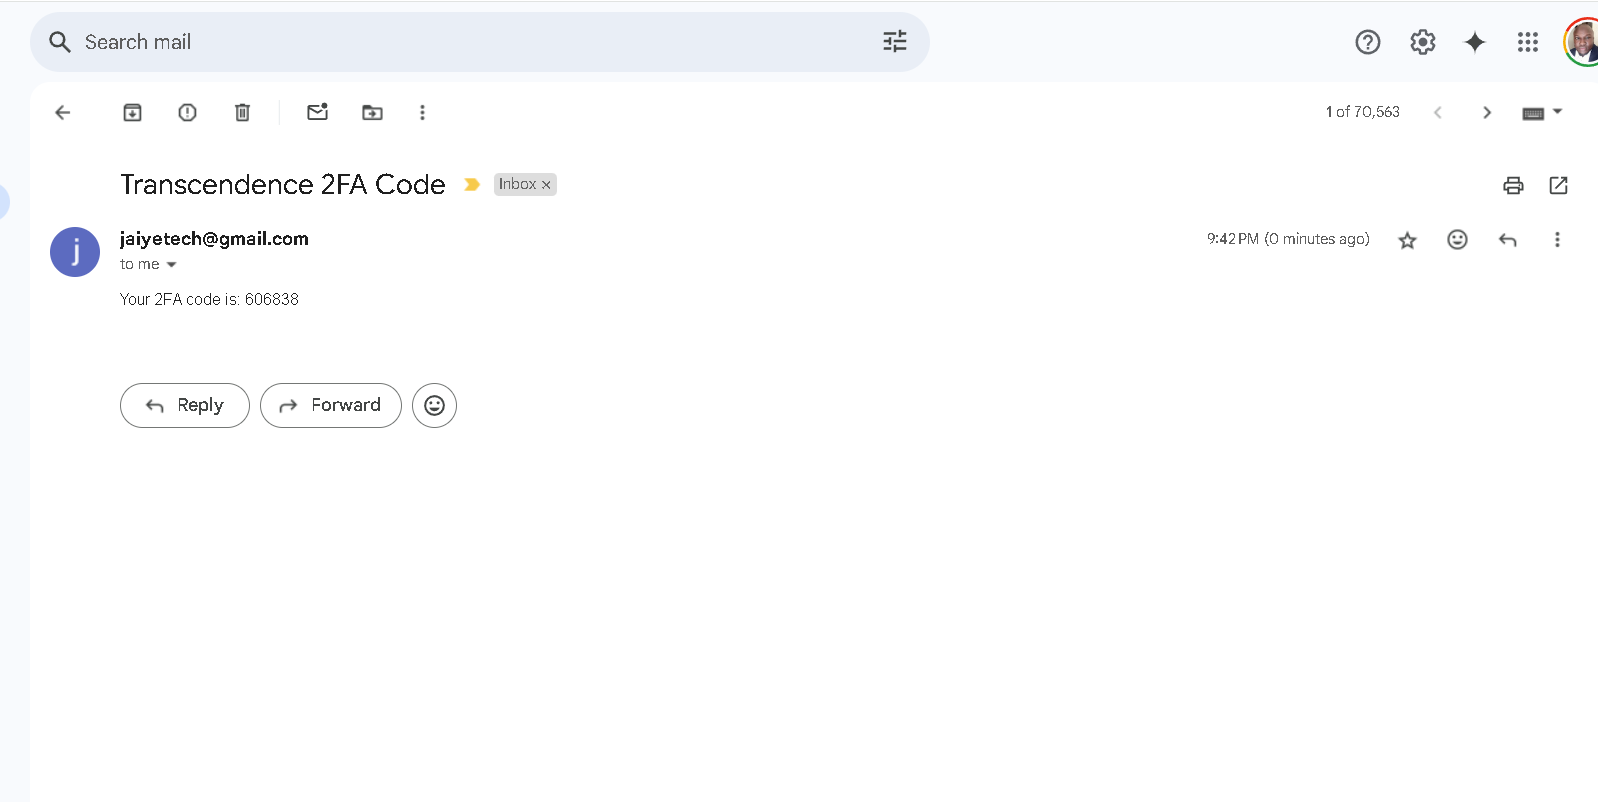 Search mail
1 of 70,563
Transcendence 2FA Code
Inbox ×
j
jaiyetech@gmail.com
9:42 PM (0 minutes ago)
to me
Your 2FA code is: 606838
Reply
Forward